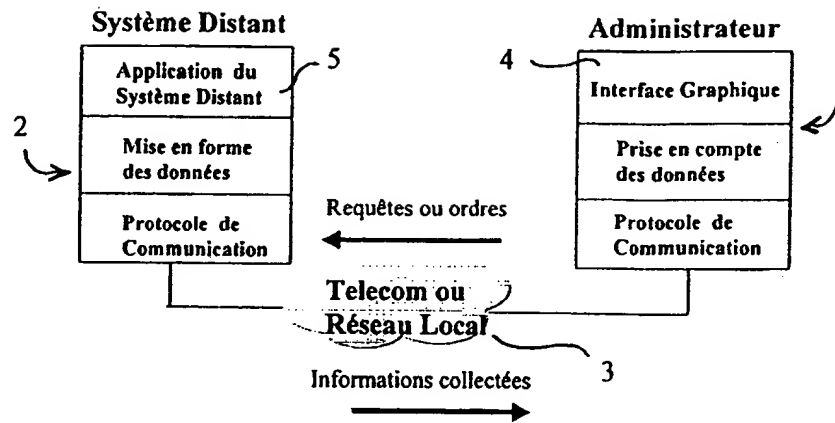 Système Distant
Administrateur
Application du
Système Distant
5
4
Interface Graphique
2
Mise en forme
des données
Prise en compte
des données
Protocole de
Communication
Requêtes ou ordres
Protocole de
Communication
Telecom ou
Réseau Local
3
Informations collectées